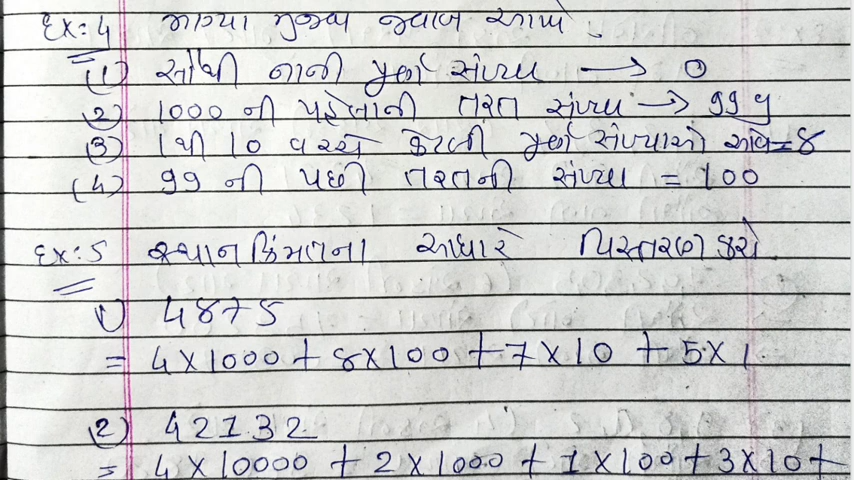 Ex:4 માગ્યા મુજબ જવાબ આપો.
(1) સૌથી નાની પૂર્ણ સંખ્યા → 0
(2) 1000 ની પહેલાની તરત સંખ્યા → 999
(3) 1થી 10 વચ્ચે કેટલી પૂર્ણ સંખ્યાઓ આવે = 8
(4) 99 ની પછી તરતની સંખ્યા = 100
Ex:5 સ્થાનકિંમતના આધારે વિસ્તરણ કરો.
1) 4875
= 4×1000 + 8×100 + 7×10 + 5×1
(2) 42132
= 4×10000 + 2×1000 + 1×100 + 3×10 +